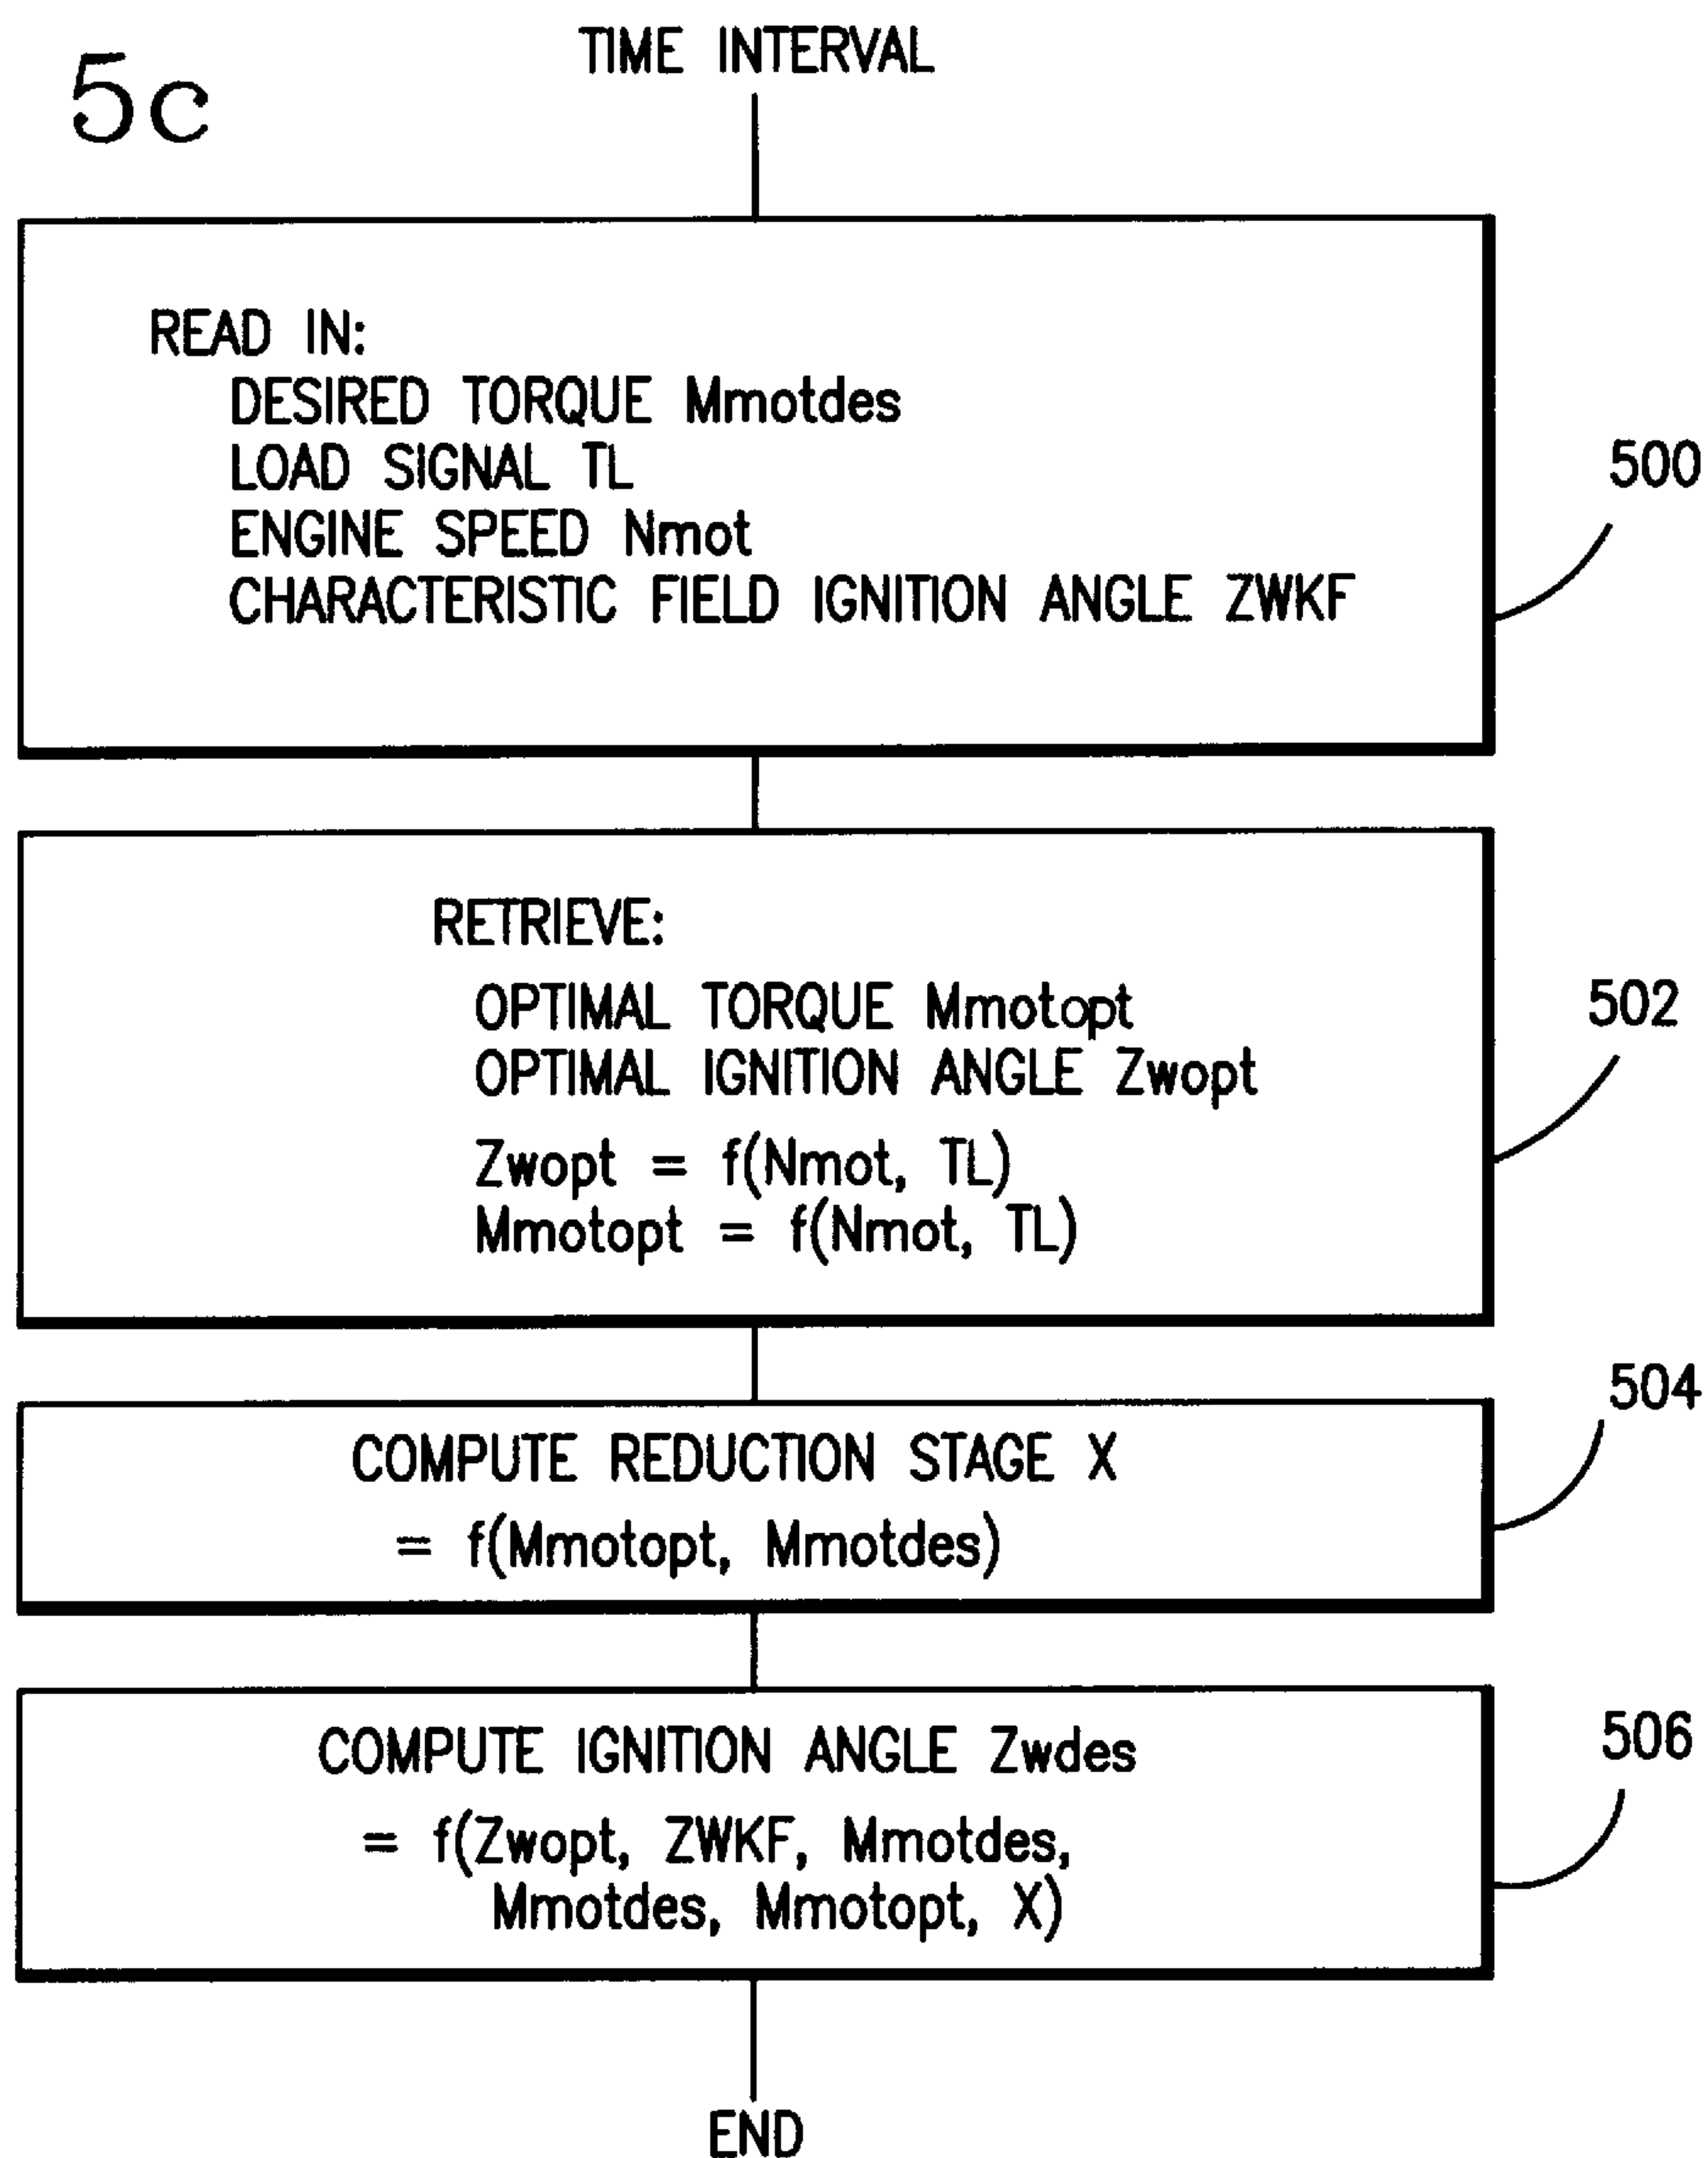 5c
TIME INTERVAL
READ IN:
DESIRED TORQUE Mmotdes
LOAD SIGNAL TL
ENGINE SPEED Nmot
CHARACTERISTIC FIELD IGNITION ANGLE ZWKF
500
RETRIEVE:
OPTIMAL TORQUE Mmotopt
OPTIMAL IGNITION ANGLE Zwopt
Zwopt = f(Nmot, TL)
Mmotopt = f(Nmot, TL)
502
COMPUTE REDUCTION STAGE X
= f(Mmotopt, Mmotdes)
504
COMPUTE IGNITION ANGLE Zwdes
= f(Zwopt, ZWKF, Mmotdes,
Mmotdes, Mmotopt, X)
506
END